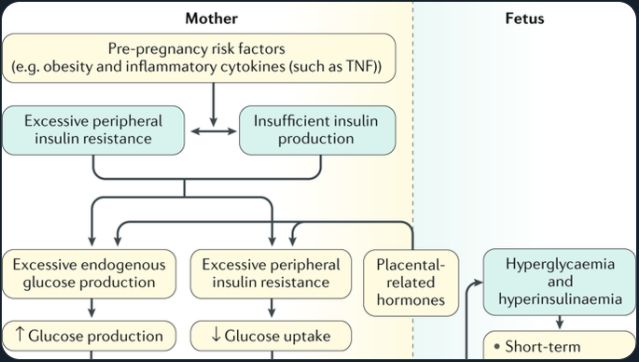 Mother
Fetus
Pre-pregnancy risk factors
(e.g. obesity and inflammatory cytokines (such as TNF))
Excessive peripheral
insulin resistance
Insufficient insulin
production
Excessive endogenous
glucose production
Excessive peripheral
insulin resistance
Placental-
related
hormones
Hyperglycaemia
and
hyperinsulinaemia
↑ Glucose production
↓ Glucose uptake
• Short-term